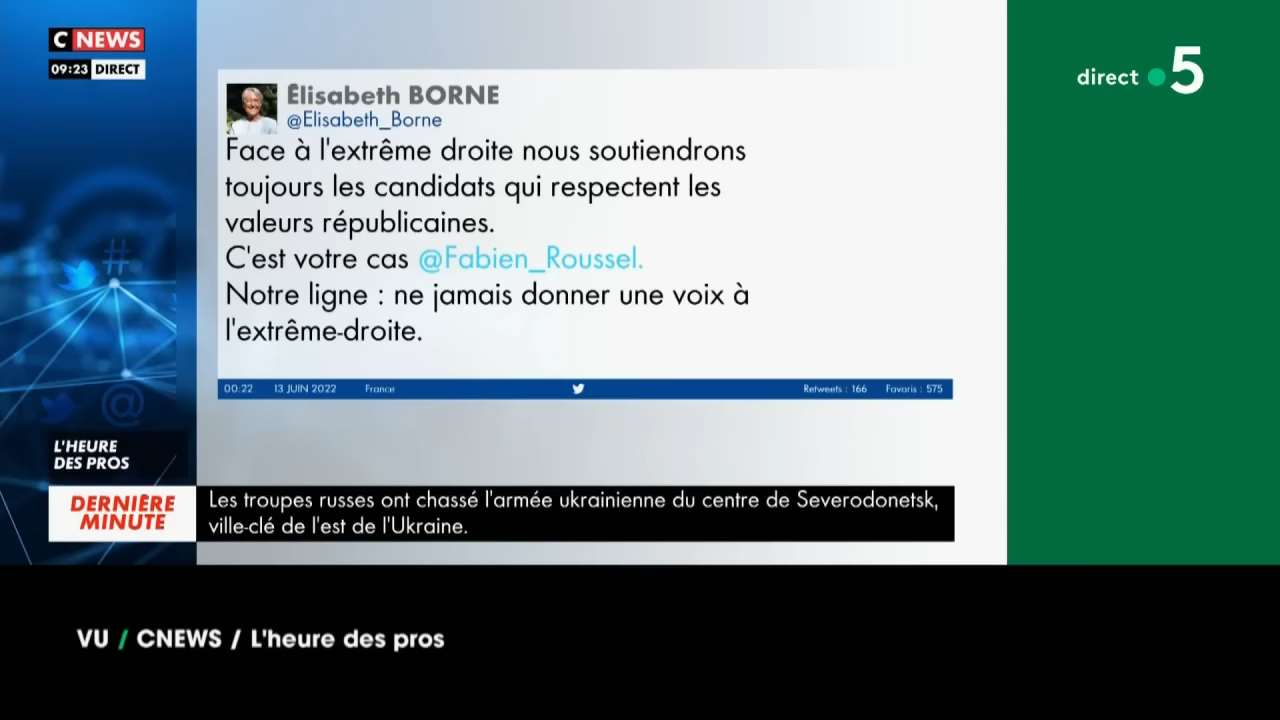 C NEWS
09:23 DIRECT
direct 5
Élisabeth BORNE
@Elisabeth_Borne
Face à l'extrême droite nous soutiendrons
toujours les candidats qui respectent les
valeurs républicaines.
C'est votre cas @Fabien_Roussel.
Notre ligne : ne jamais donner une voix à
l'extrême-droite.
00:22 13 JUIN 2022 France Retweets : 166 Favoris : 575
#
@
L'HEURE
DES PROS
DERNIÈRE
MINUTE
Les troupes russes ont chassé l'armée ukrainienne du centre de Severodonetsk,
ville-clé de l'est de l'Ukraine.
VU / CNEWS / L'heure des pros